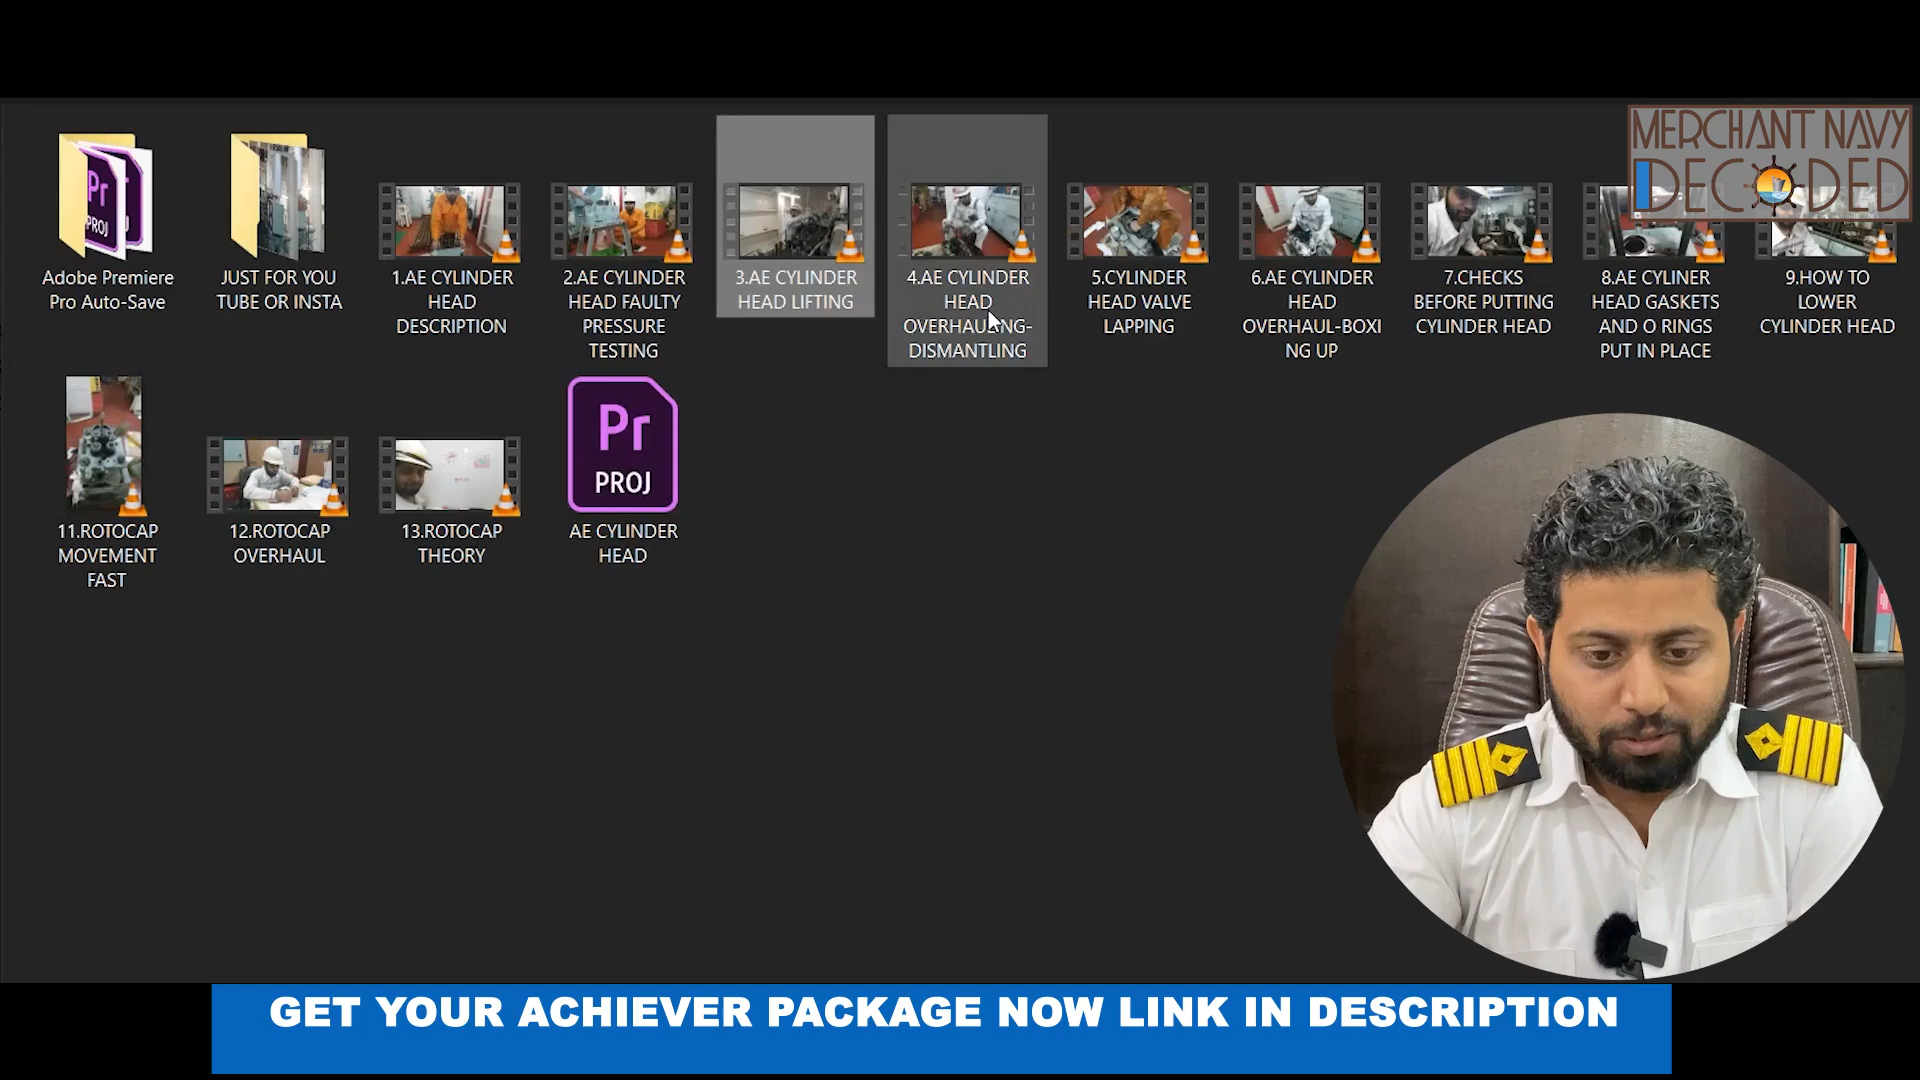 MERCHANT NAVY
DECODED
Pr
PROJ
Adobe Premiere
Pro Auto-Save
JUST FOR YOU
TUBE OR INSTA
1.AE CYLINDER
HEAD
DESCRIPTION
2.AE CYLINDER
HEAD FAULTY
PRESSURE
TESTING
3.AE CYLINDER
HEAD LIFTING
4.AE CYLINDER
HEAD
OVERHAULING-
DISMANTLING
5.CYLINDER
HEAD VALVE
LAPPING
6.AE CYLINDER
HEAD
OVERHAUL-BOXI
NG UP
7.CHECKS
BEFORE PUTTING
CYLINDER HEAD
8.AE CYLINER
HEAD GASKETS
AND O RINGS
PUT IN PLACE
9.HOW TO
LOWER
CYLINDER HEAD
11.ROTOCAP
MOVEMENT
FAST
12.ROTOCAP
OVERHAUL
13.ROTOCAP
THEORY
Pr
PROJ
AE CYLINDER
HEAD
GET YOUR ACHIEVER PACKAGE NOW LINK IN DESCRIPTION